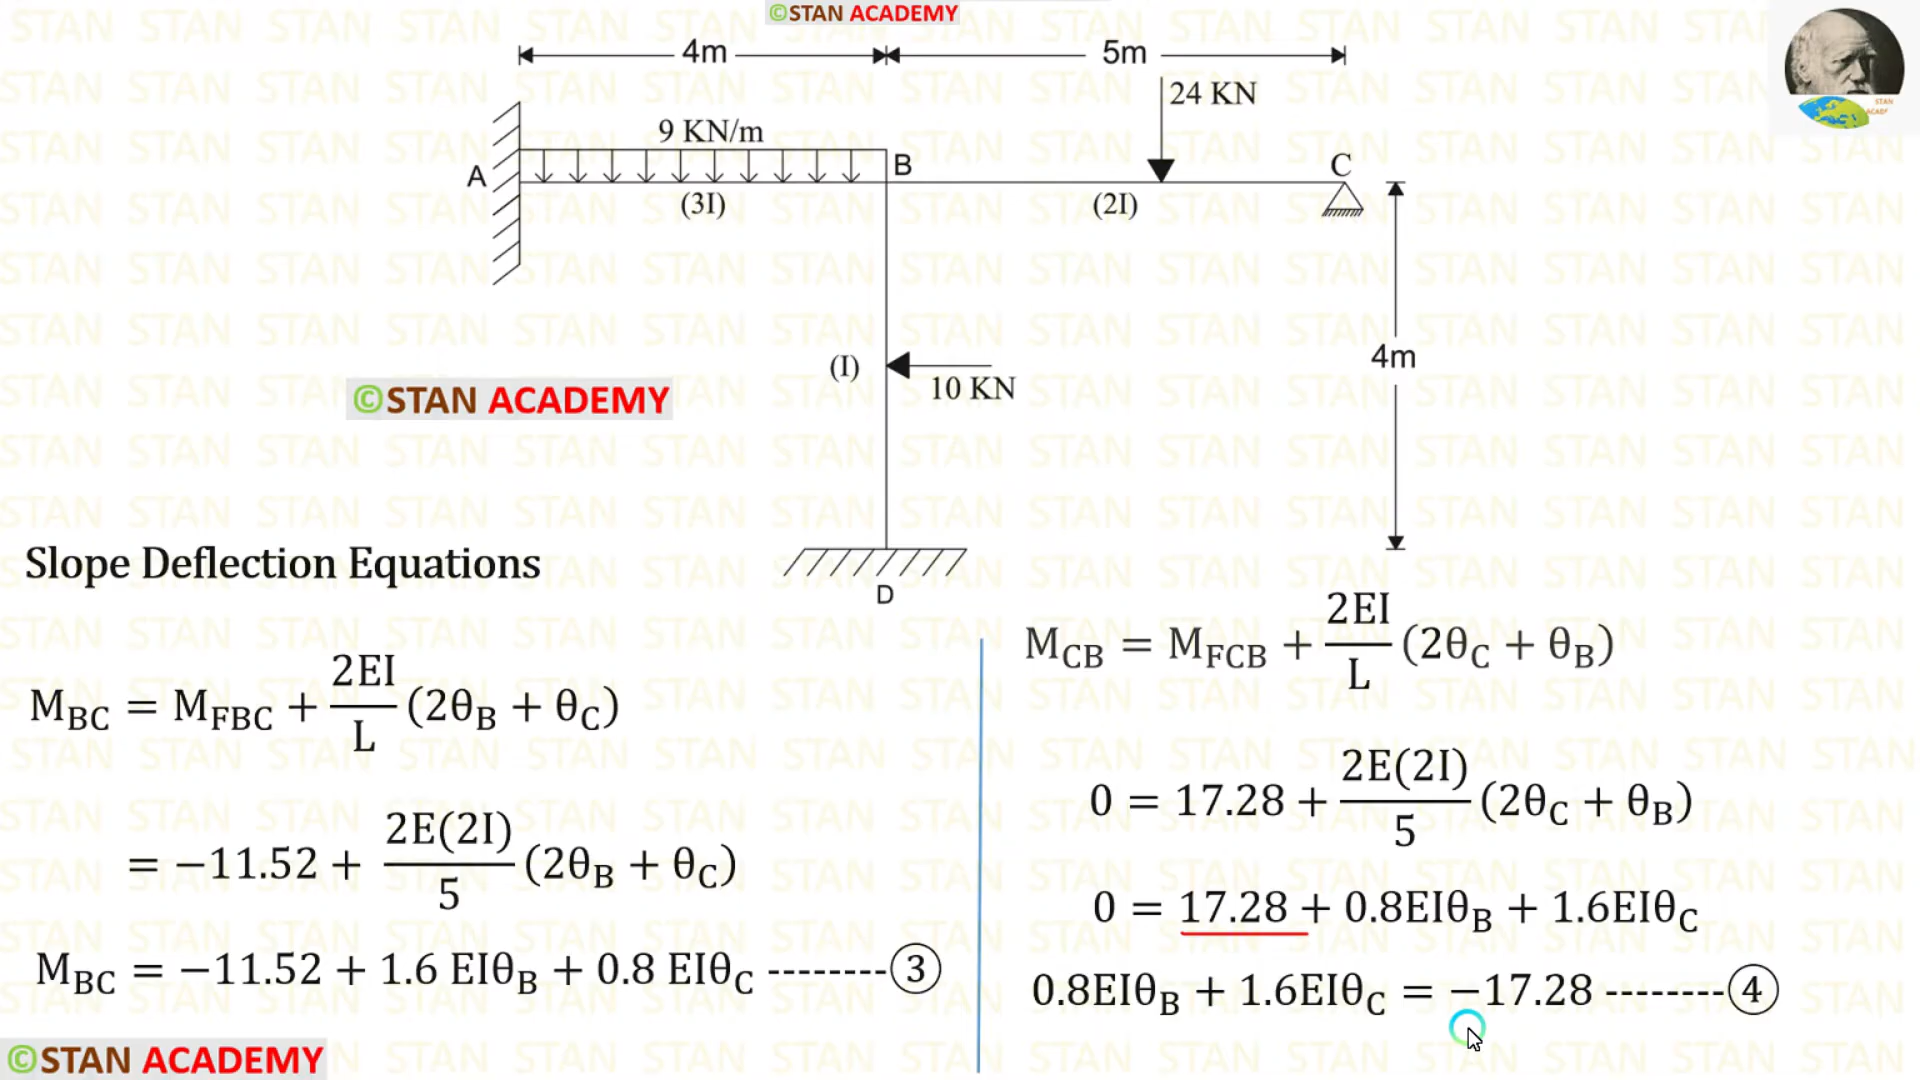 ©STAN ACADEMY
4m 5m
24 KN
9 KN/m
A B C
(3I) (2I)
(I) 4m
10 KN
©STAN ACADEMY
D
Slope Deflection Equations
M_BC = M_FBC + 2EI/L (2θ_B + θ_C)
= −11.52 + 2E(2I)/5 (2θ_B + θ_C)
M_BC = −11.52 + 1.6 EIθ_B + 0.8 EIθ_C --------③
M_CB = M_FCB + 2EI/L (2θ_C + θ_B)
0 = 17.28 + 2E(2I)/5 (2θ_C + θ_B)
0 = 17.28 + 0.8EIθ_B + 1.6EIθ_C
0.8EIθ_B + 1.6EIθ_C = −17.28--------④
©STAN ACADEMY